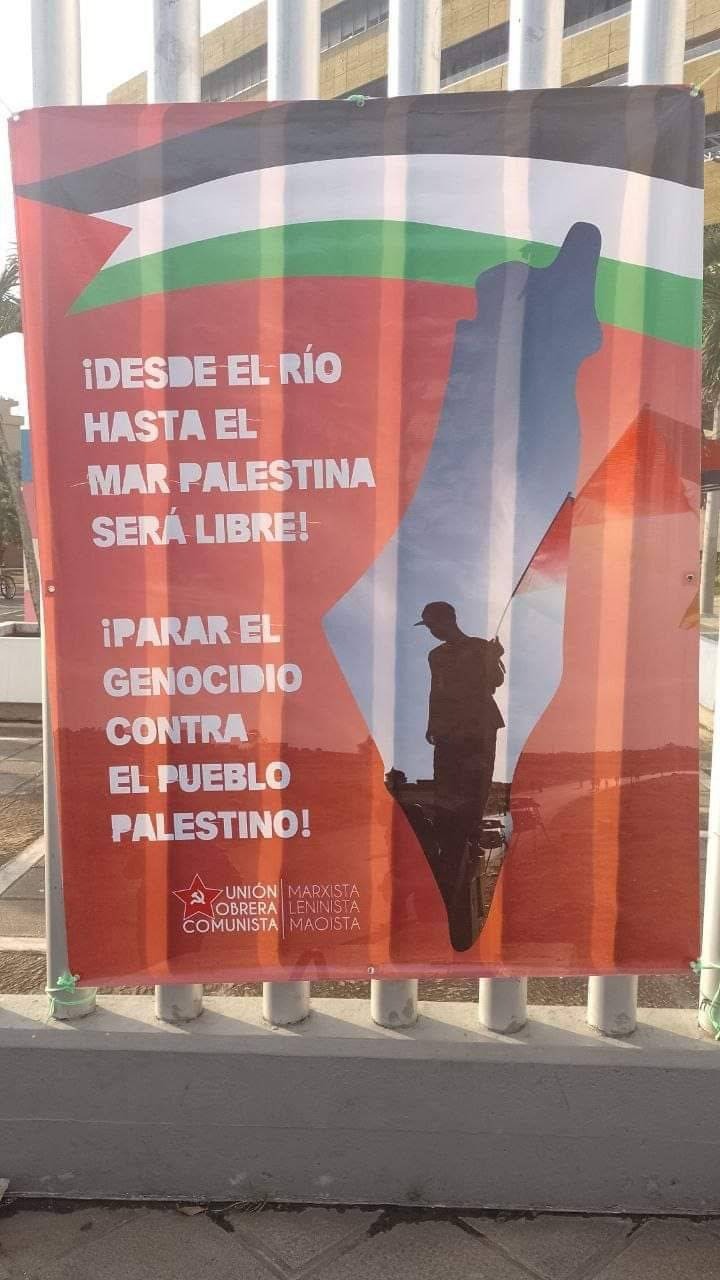 ¡DESDE EL RÍO
HASTA EL
MAR PALESTINA
SERÁ LIBRE!
¡PARAR EL
GENOCIDIO
CONTRA
EL PUEBLO
PALESTINO!
UNIÓN
OBRERA
COMUNISTA
MARXISTA
LENINISTA
MAOISTA